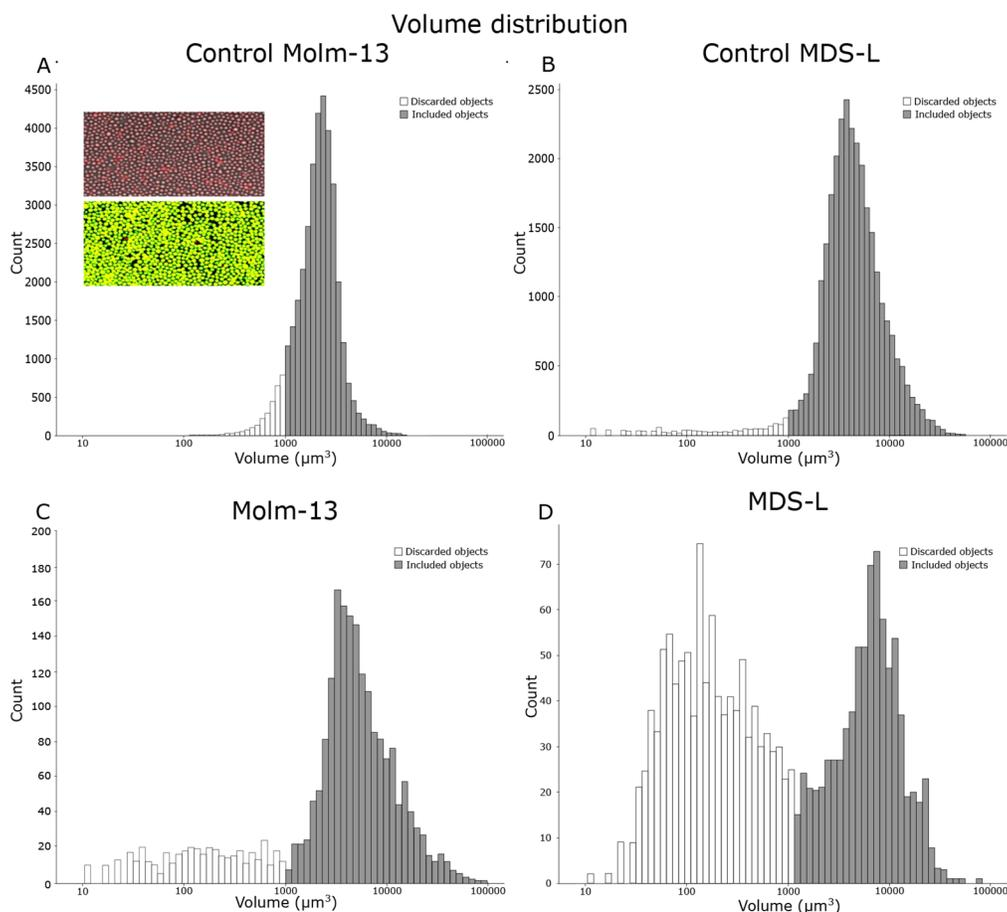 Volume distribution
Control Molm-13
Control MDS-L
A
B
4500
4000
3500
3000
2500
2000
1500
1000
500
0
Count
Discarded objects
Included objects
10
100
1000
10000
100000
Volume (µm³)
2500
2000
1500
1000
500
0
Count
Discarded objects
Included objects
10
100
1000
10000
100000
Volume (µm³)
C
Molm-13
D
MDS-L
200
180
160
140
120
100
80
60
40
20
0
Count
Discarded objects
Included objects
10
100
1000
10000
100000
Volume (µm³)
70
60
50
40
30
20
10
0
Count
Discarded objects
Included objects
10
100
1000
10000
100000
Volume (µm³)